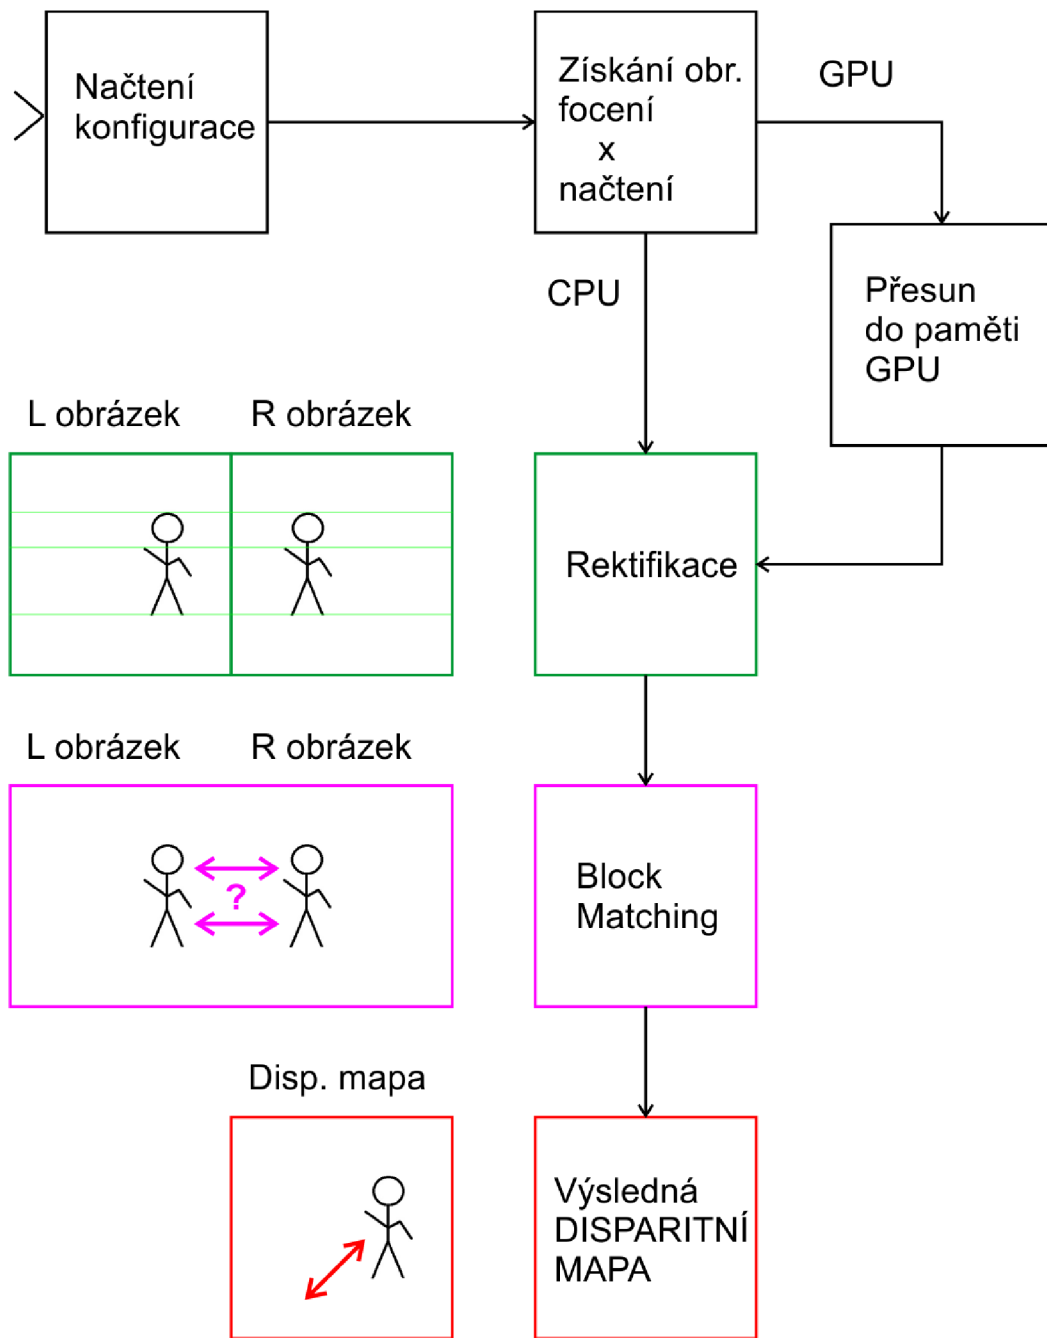 Načtení
konfigurace
Získání obr.
focení
x
načtení
GPU
CPU
Přesun
do paměti
GPU
L obrázek
R obrázek
Rektifikace
L obrázek
R obrázek
?
Block
Matching
Disp. mapa
Výsledná
DISPARITNÍ
MAPA